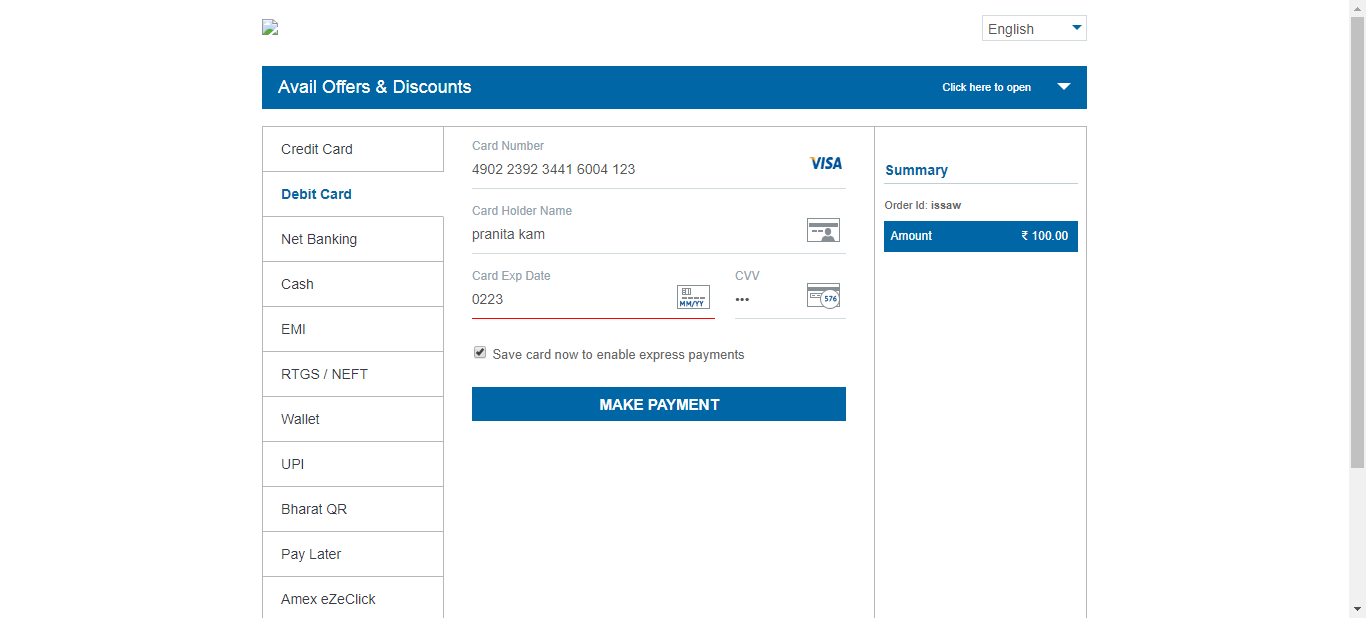 English
Avail Offers & Discounts
Click here to open
Credit Card
Debit Card
Net Banking
Cash
EMI
RTGS / NEFT
Wallet
UPI
Bharat QR
Pay Later
Amex eZeClick
Card Number
4902 2392 3441 6004 123
VISA
Card Holder Name
pranita kam
Card Exp Date
0223
MM/YY
CVV
•••
576
Save card now to enable express payments
MAKE PAYMENT
Summary
Order Id: issaw
Amount ₹ 100.00